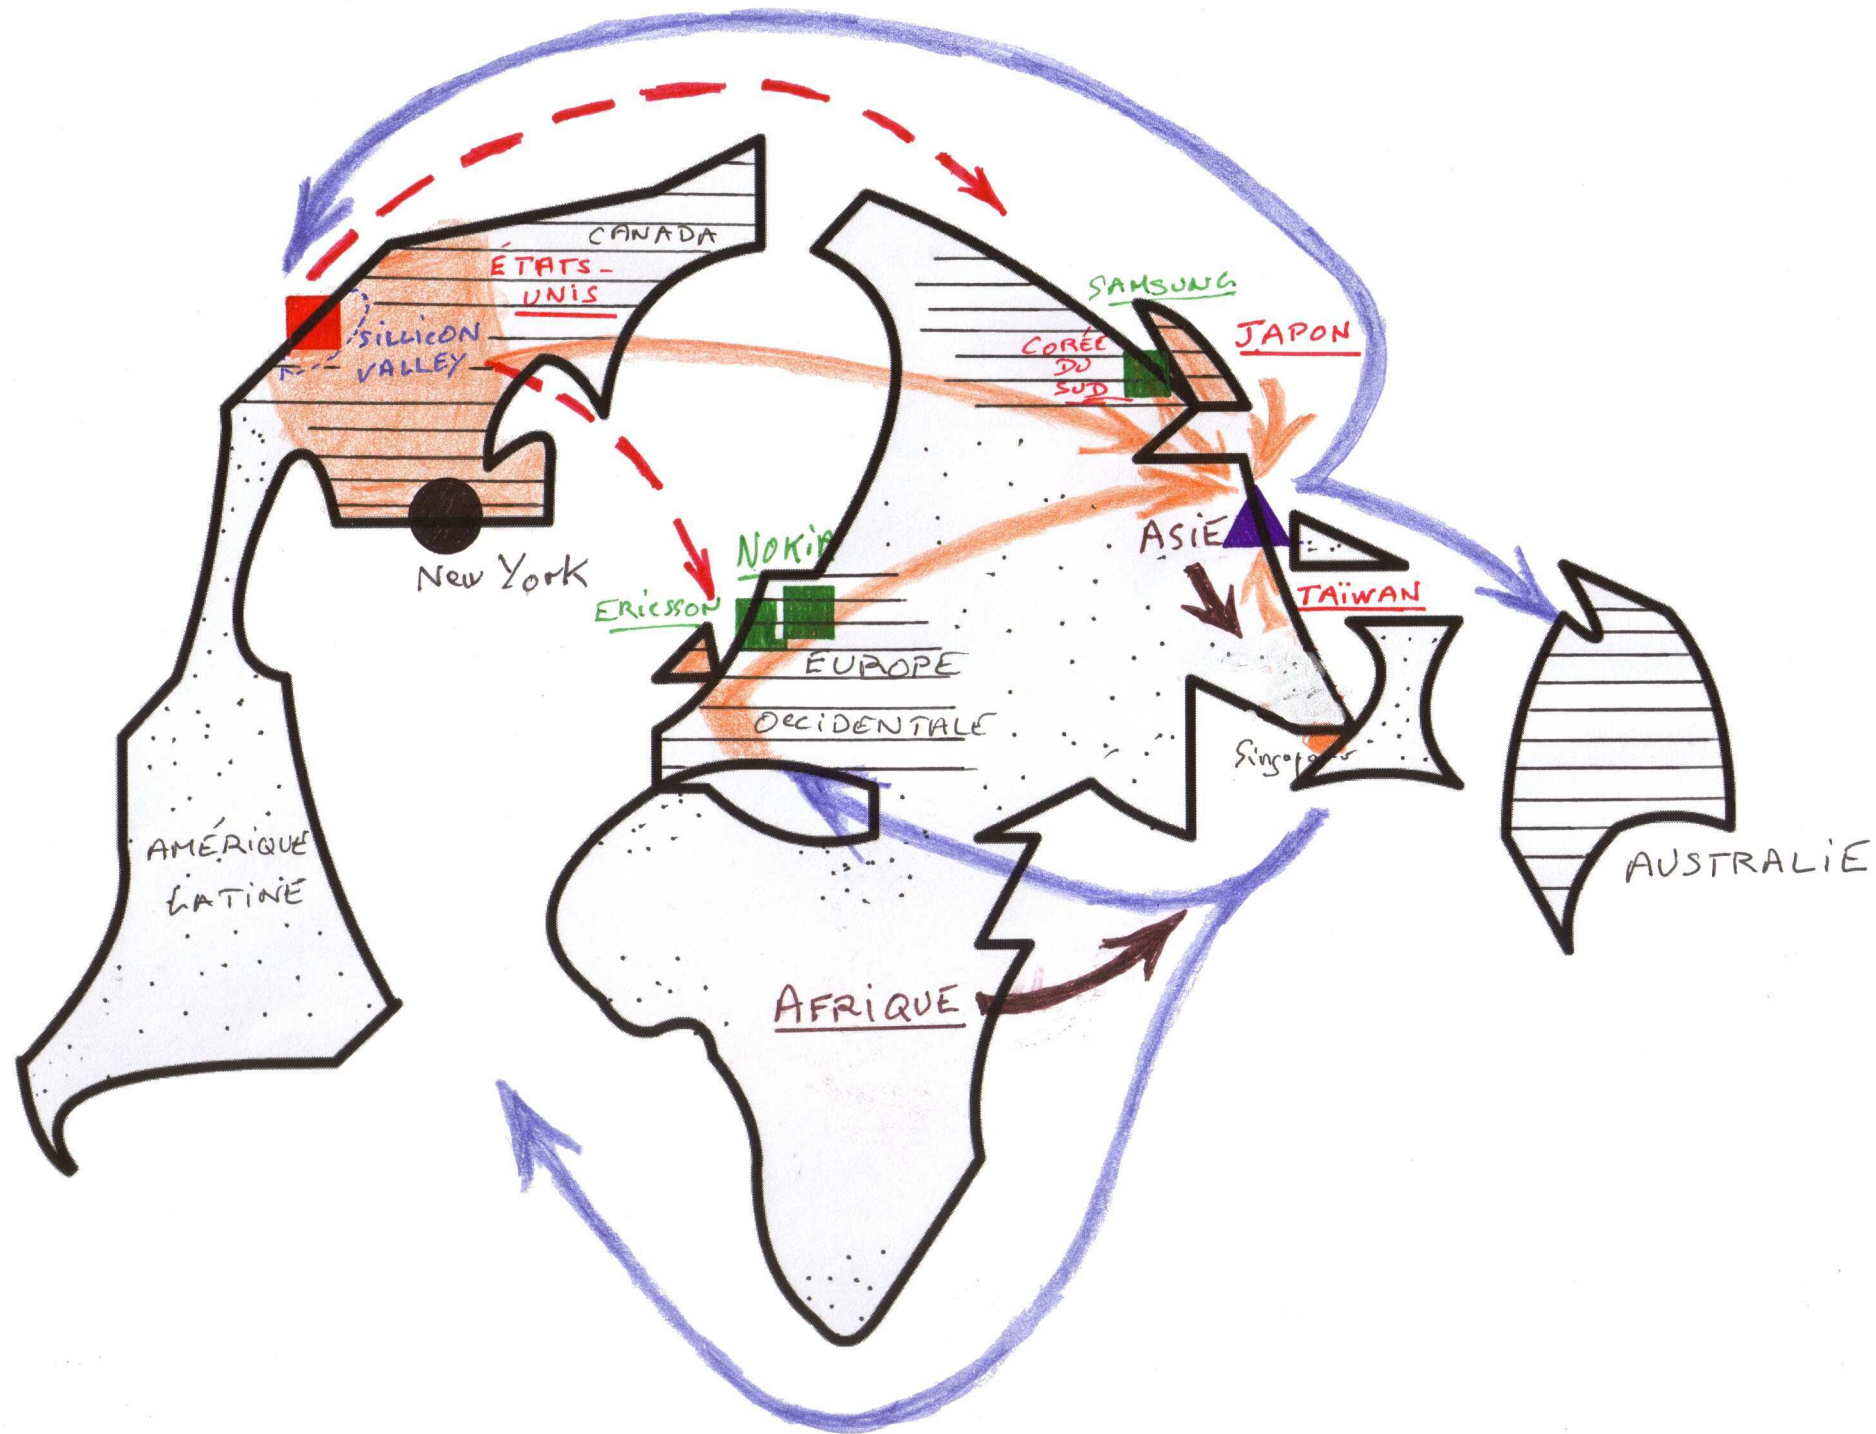 CANADA
ÉTATS-
UNIS
SAMSUNG
SILLICON
VALLEY
CORÉE
DU
SUD
JAPON
New York
NOKIA
ASIE
ERICSSON
TAÏWAN
EUROPE
OCCIDENTALE
AMÉRIQUE
LATINE
AUSTRALIE
AFRIQUE